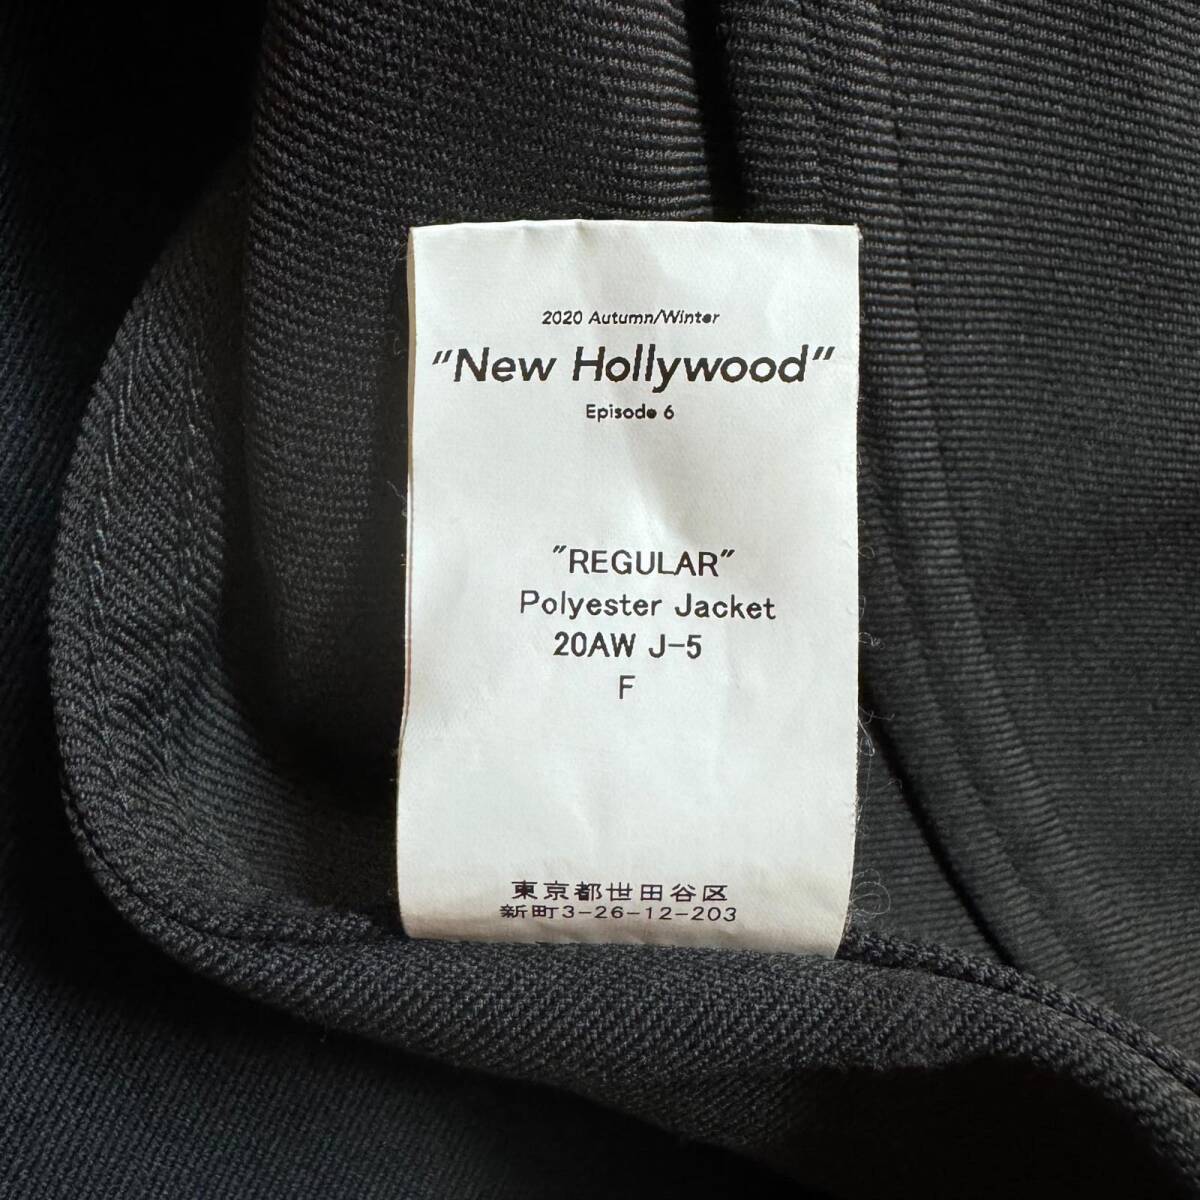 2020 Autumn/Winter
"New Hollywood"
Episode 6
"REGULAR"
Polyester Jacket
20AW J-5
F
東京都世田谷区
新町3-26-12-203